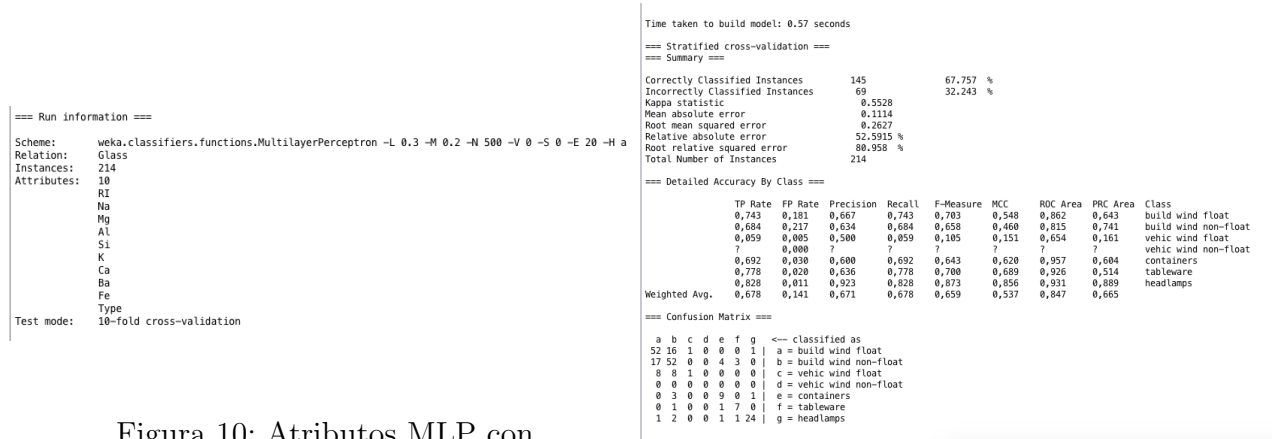 === Run information ===
Scheme: weka.classifiers.functions.MultilayerPerceptron -L 0.3 -M 0.2 -N 500 -V 0 -S 0 -E 20 -H a
Relation: Glass
Instances: 214
Attributes: 10
RI
Na
Mg
Al
Si
K
Ca
Ba
Fe
Type
Test mode: 10-fold cross-validation
Figura 10: Atributos MLP con
Time taken to build model: 0.57 seconds
=== Stratified cross-validation ===
=== Summary ===
Correctly Classified Instances 145 67.757 %
Incorrectly Classified Instances 69 32.243 %
Kappa statistic 0.5528
Mean absolute error 0.1114
Root mean squared error 0.2627
Relative absolute error 52.5915 %
Root relative squared error 80.958 %
Total Number of Instances 214
=== Detailed Accuracy By Class ===
TP Rate FP Rate Precision Recall F-Measure MCC ROC Area PRC Area Class
0,743 0,181 0,667 0,743 0,703 0,548 0,862 0,643 build wind float
0,684 0,217 0,634 0,684 0,658 0,460 0,815 0,741 build wind non-float
0,059 0,005 0,500 0,059 0,105 0,151 0,654 0,161 vehic wind float
? 0,000 ? ? ? ? ? ? vehic wind non-float
0,692 0,030 0,600 0,692 0,643 0,620 0,957 0,604 containers
0,778 0,020 0,636 0,778 0,700 0,689 0,926 0,514 tableware
0,828 0,011 0,923 0,828 0,873 0,856 0,931 0,889 headlamps
Weighted Avg. 0,678 0,141 0,671 0,678 0,659 0,537 0,847 0,665
=== Confusion Matrix ===
a b c d e f g <-- classified as
52 16 1 0 0 0 1 | a = build wind float
17 52 0 0 4 3 0 | b = build wind non-float
8 8 1 0 0 0 0 | c = vehic wind float
0 0 0 0 0 0 0 | d = vehic wind non-float
0 3 0 0 9 0 1 | e = containers
0 1 0 0 1 7 0 | f = tableware
1 2 0 0 1 1 24 | g = headlamps